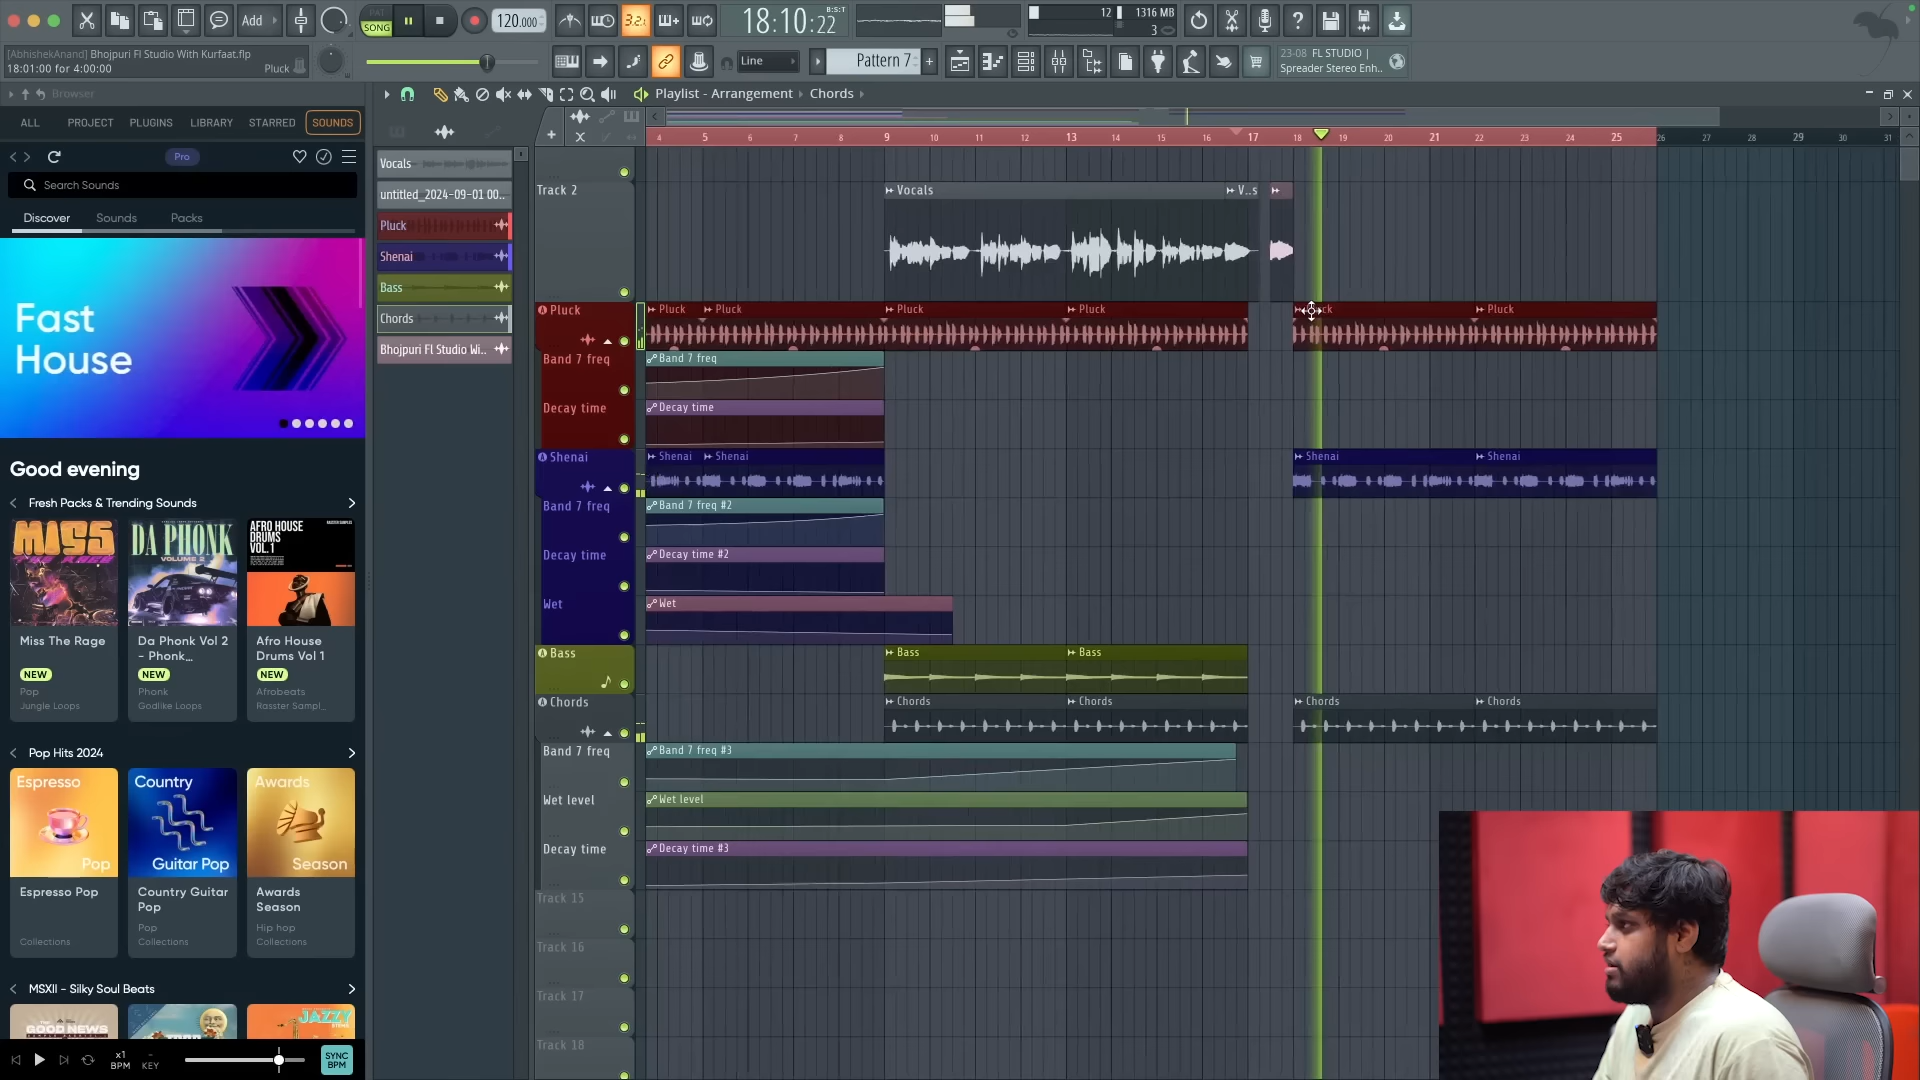 Add
PAT
SONG
120.000
3.2.
18:10:22
B:S:T
12
1316 MB
3
[AbhishekAnand] Bhojpuri Fl Studio With Kurfaat.flp
18:01:00 for 4:00:00
Pluck
Line
Pattern 7
+
23-08 FL STUDIO |
Spreader Stereo Enh..
Browser
Playlist - Arrangement
Chords
ALL
PROJECT
PLUGINS
LIBRARY
STARRED
SOUNDS
Pro
Search Sounds
Discover
Sounds
Packs
Fast
House
Good evening
Fresh Packs & Trending Sounds
MISS
DA PHONK
VOLUME 2
AFRO HOUSE
DRUMS
VOL.1
Miss The Rage
Da Phonk Vol 2
- Phonk...
Afro House
Drums Vol 1
NEW
NEW
NEW
Pop
Jungle Loops
Phonk
Godlike Loops
Afrobeats
Rasster Sampl_
Pop Hits 2024
Espresso
Pop
Country
Guitar Pop
Awards
Season
Espresso Pop
Country Guitar
Pop
Awards
Season
Collections
Pop
Collections
Hip hop
Collections
MSXII - Silky Soul Beats
GOOD NEWS
JAZZY
x1
BPM
-
KEY
SYNC
BPM
Vocals
untitled_2024-09-01 00..
Pluck
Shenai
Bass
Chords
Bhojpuri Fl Studio Wi..
4 5 6 7 8 9 10 11 12 13 14 15 16 17 18 19 20 21 22 23 24 25 26 27 28 29 30 31
Track 2
Vocals
V..s
Pluck
Pluck
Pluck
Pluck
Pluck
Pluck
Band 7 freq
Band 7 freq
Decay time
Decay time
Shenai
Shenai
Shenai
Shenai
Shenai
Band 7 freq
Band 7 freq #2
Decay time
Decay time #2
Wet
Wet
Bass
Bass
Bass
Chords
Chords
Chords
Chords
Chords
Band 7 freq
Band 7 freq #3
Wet level
Wet level
Decay time
Decay time #3
Track 15
Track 16
Track 17
Track 18